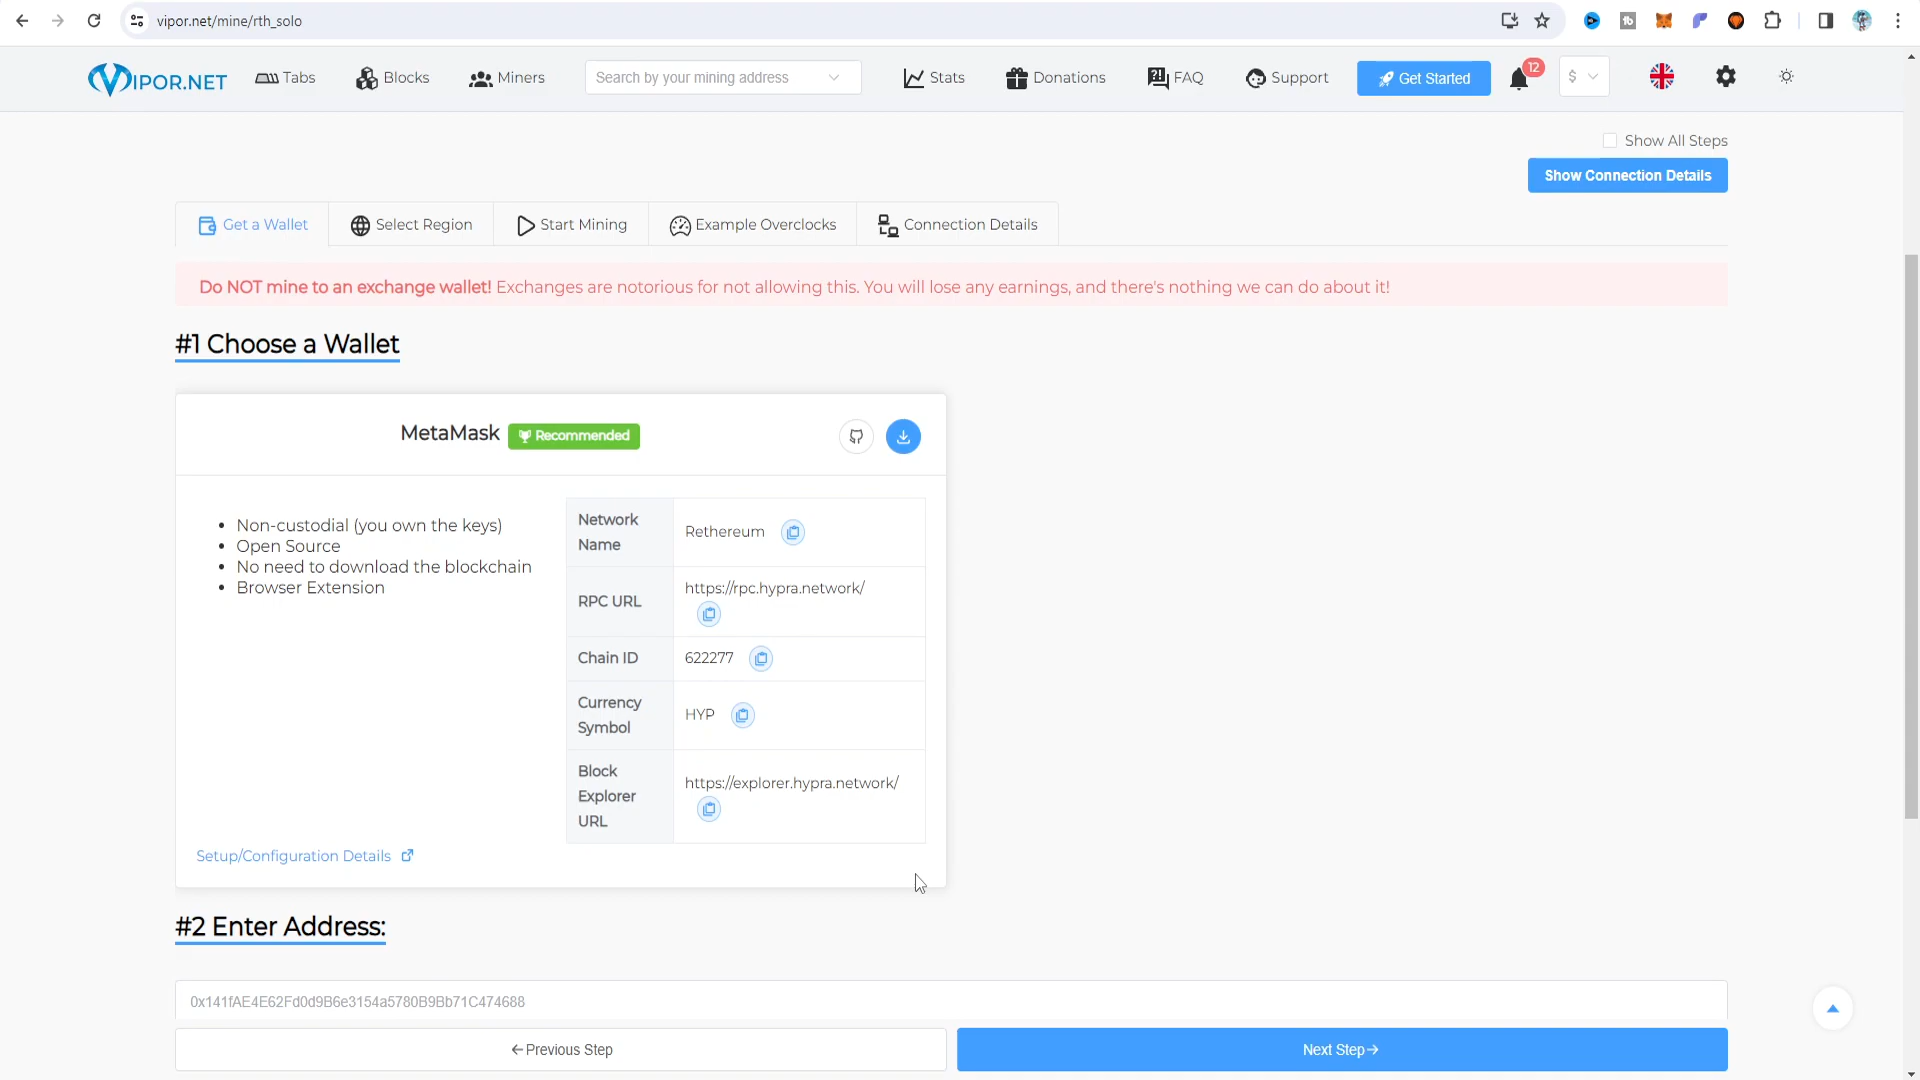 vipor.net/mine/rth_solo
VIPOR.NET
Tabs
Blocks
Miners
Search by your mining address
Stats
Donations
FAQ
Support
Get Started
12
$
Show All Steps
Show Connection Details
Get a Wallet
Select Region
Start Mining
Example Overclocks
Connection Details
Do NOT mine to an exchange wallet! Exchanges are notorious for not allowing this. You will lose any earnings, and there's nothing we can do about it!
#1 Choose a Wallet
MetaMask
Recommended
• Non-custodial (you own the keys)
• Open Source
• No need to download the blockchain
• Browser Extension
Network
Name
Rethereum
RPC URL
https://rpc.hypra.network/
Chain ID
622277
Currency
Symbol
HYP
Block
Explorer
URL
https://explorer.hypra.network/
Setup/Configuration Details
#2 Enter Address:
0x141fAE4E62Fd0d9B6e3154a5780B9Bb71C474688
←Previous Step
Next Step→